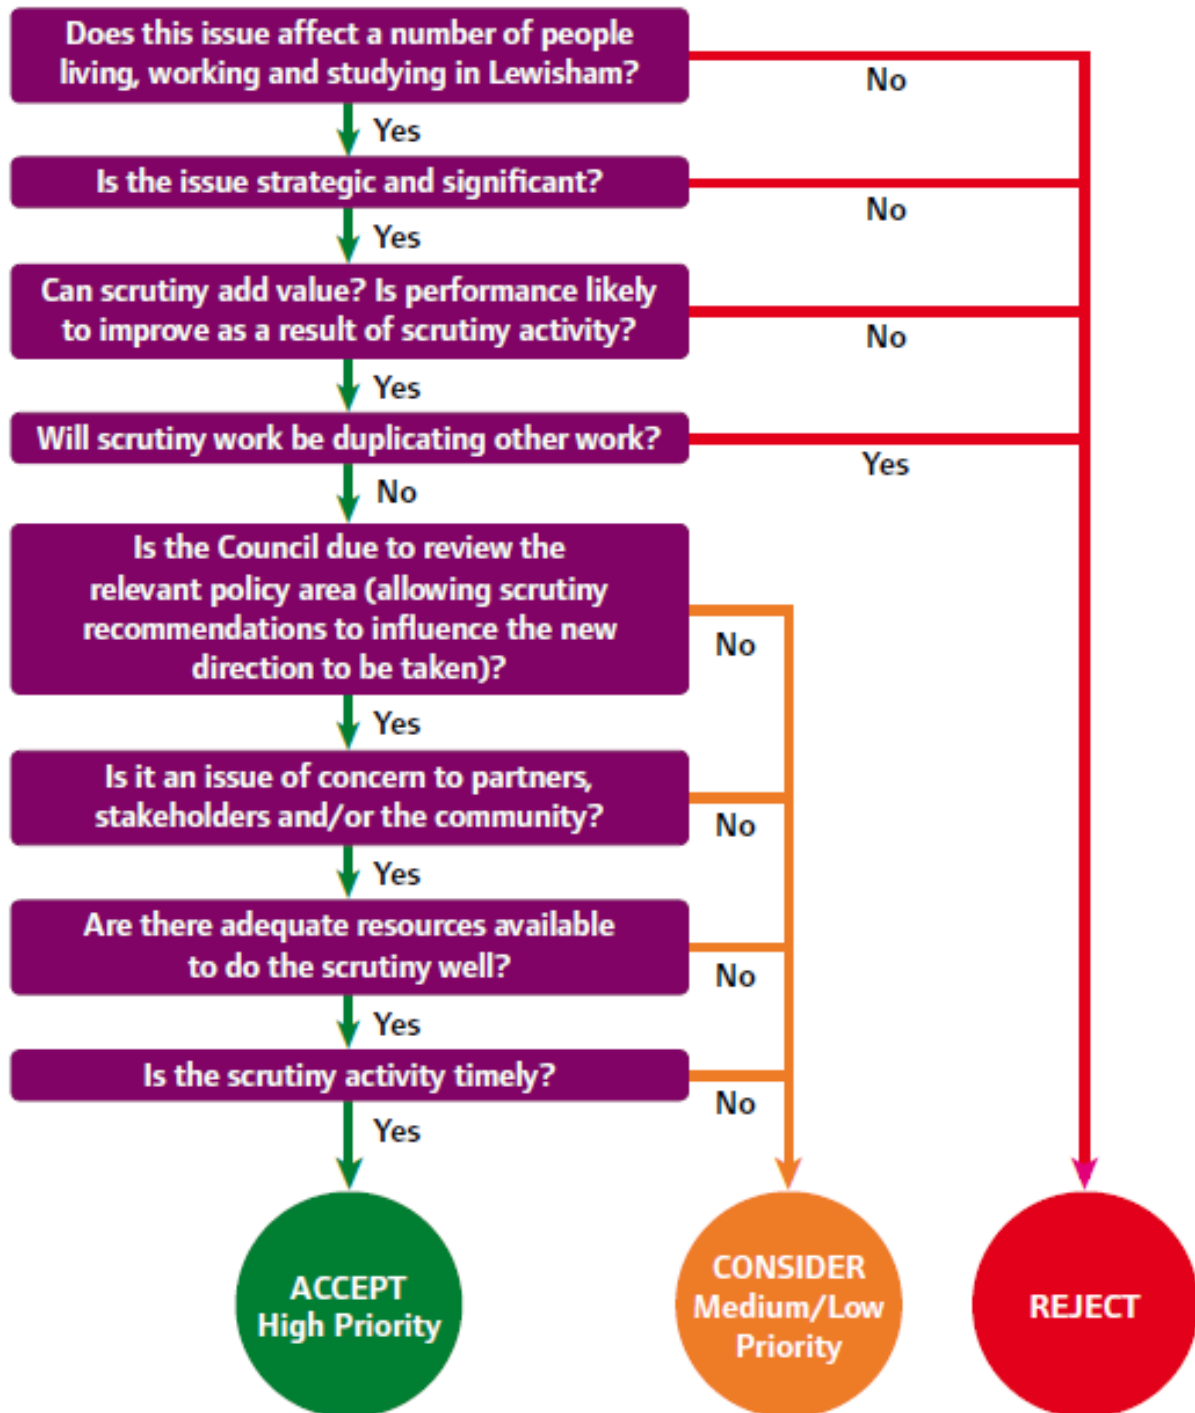 Does this issue affect a number of people
living, working and studying in Lewisham?
No
Yes
Is the issue strategic and significant?
No
Yes
Can scrutiny add value? Is performance likely
to improve as a result of scrutiny activity?
No
Yes
Will scrutiny work be duplicating other work?
Yes
No
Is the Council due to review the
relevant policy area (allowing scrutiny
recommendations to influence the new
direction to be taken)?
No
Yes
Is it an issue of concern to partners,
stakeholders and/or the community?
No
Yes
Are there adequate resources available
to do the scrutiny well?
No
Yes
Is the scrutiny activity timely?
No
Yes
ACCEPT
High Priority
CONSIDER
Medium/Low
Priority
REJECT